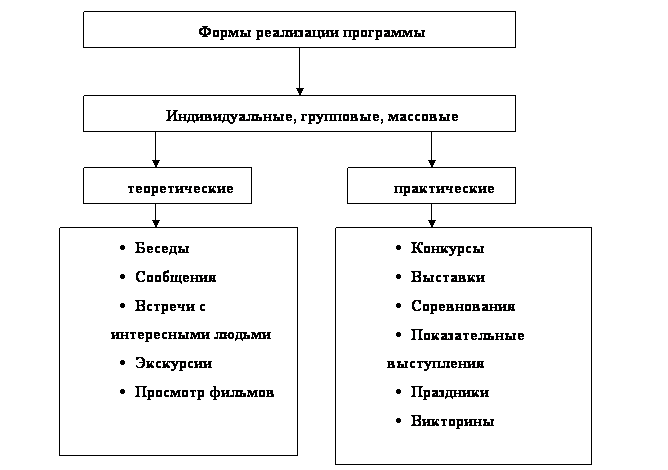 Формы реализации программы
Индивидуальные, групповые, массовые
теоретические
практические
• Беседы
• Сообщения
• Встречи с
интересными людьми
• Экскурсии
• Просмотр фильмов
• Конкурсы
• Выставки
• Соревнования
• Показательные
выступления
• Праздники
• Викторины